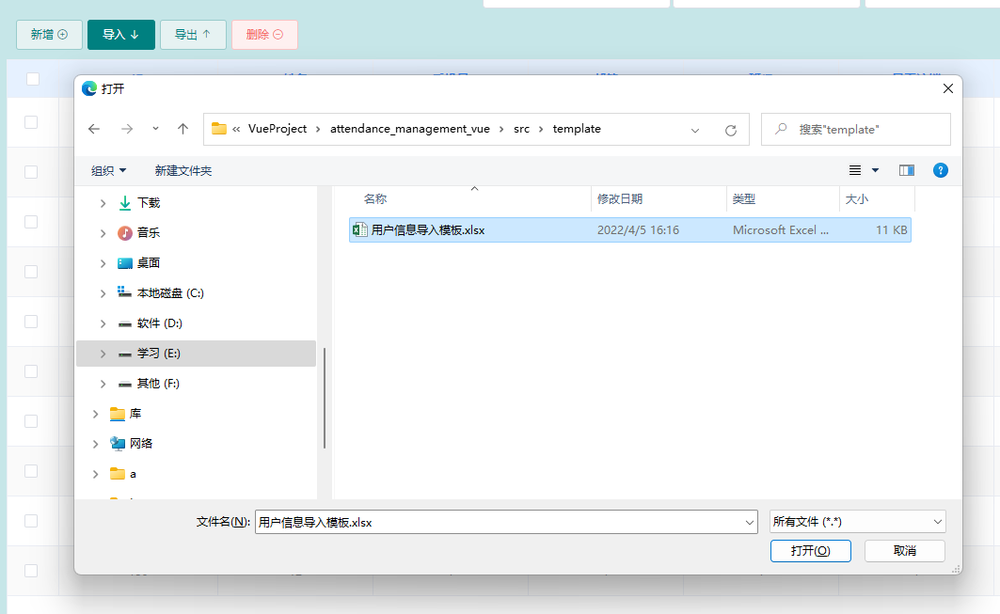 新增 导入 导出 删除
打开
« VueProject › attendance_management_vue › src › template
搜索"template"
组织 新建文件夹
名称 修改日期 类型 大小
用户信息导入模板.xlsx 2022/4/5 16:16 Microsoft Excel ... 11 KB
下载
音乐
桌面
本地磁盘 (C:)
软件 (D:)
学习 (E:)
其他 (F:)
库
网络
a
文件名(N): 用户信息导入模板.xlsx 所有文件 (*.*)
打开(O) 取消